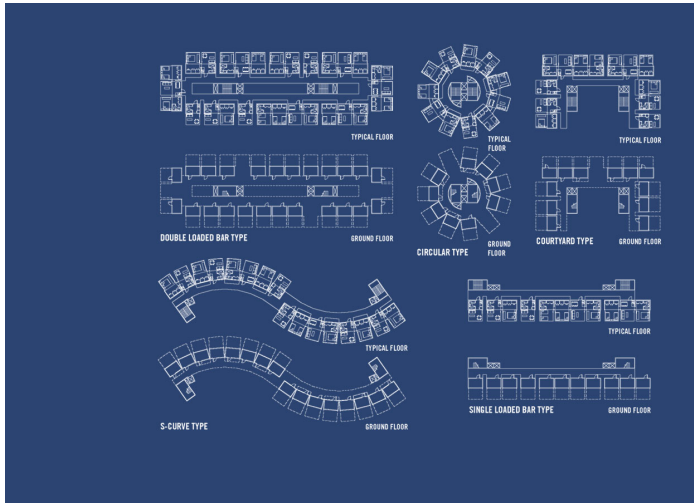 TYPICAL FLOOR
TYPICAL
FLOOR
TYPICAL FLOOR
DOUBLE LOADED BAR TYPE
GROUND FLOOR
CIRCULAR TYPE
GROUND
FLOOR
COURTYARD TYPE
GROUND FLOOR
TYPICAL FLOOR
TYPICAL FLOOR
S-CURVE TYPE
GROUND FLOOR
SINGLE LOADED BAR TYPE
GROUND FLOOR